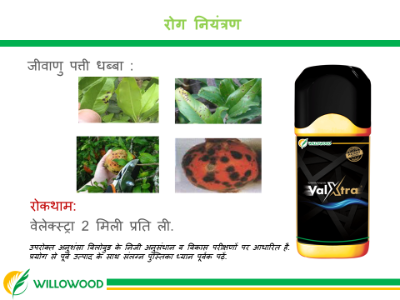 रोग नियंत्रण
जीवाणु पत्ती धब्बा :
रोकथाम:
वेलेक्स्ट्रा 2 मिली प्रति ली.
उपरोक्त अनुशंसा विलोवुड के निजी अनुसंधान व विकास परीक्षणों पर आधारित है.
प्रयोग से पूर्व उत्पाद के साथ संलग्न पुस्तिका ध्यान पूर्वक पढ़ें.
WILLOWOOD
ValXtra
WILLOWOOD